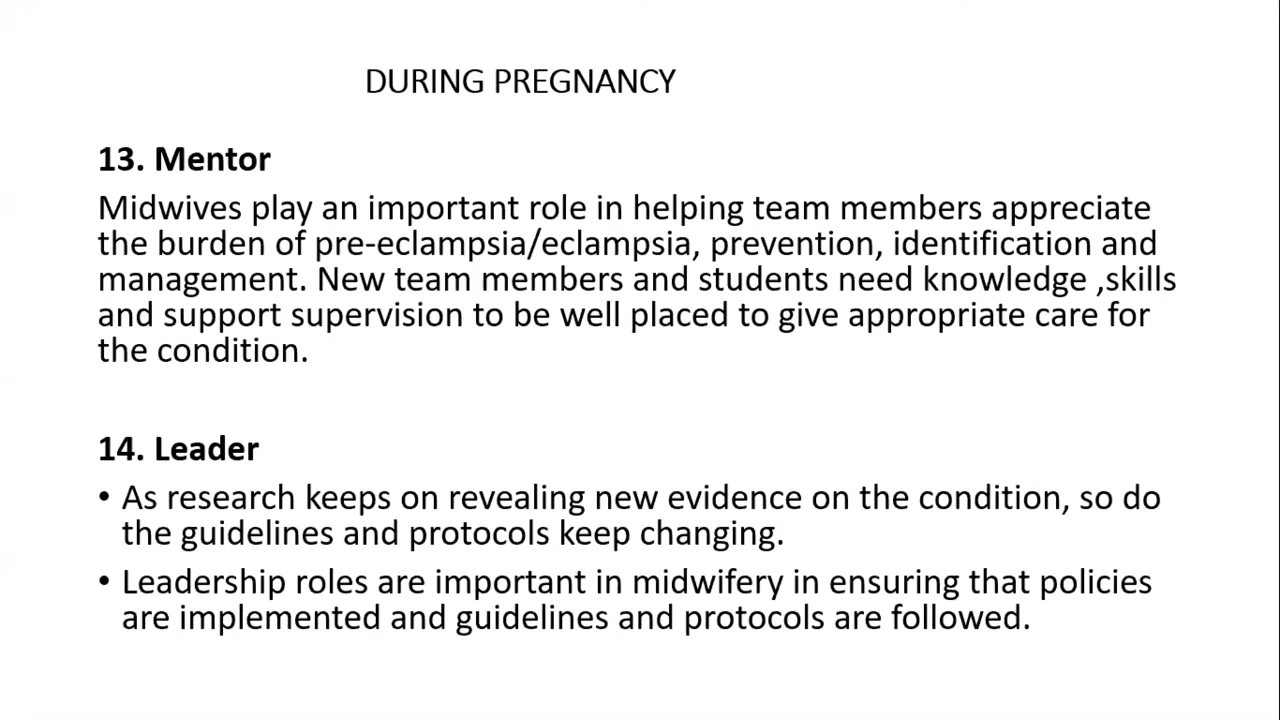 DURING PREGNANCY
13. Mentor
Midwives play an important role in helping team members appreciate
the burden of pre-eclampsia/eclampsia, prevention, identification and
management. New team members and students need knowledge ,skills
and support supervision to be well placed to give appropriate care for
the condition.
14. Leader
• As research keeps on revealing new evidence on the condition, so do
the guidelines and protocols keep changing.
• Leadership roles are important in midwifery in ensuring that policies
are implemented and guidelines and protocols are followed.